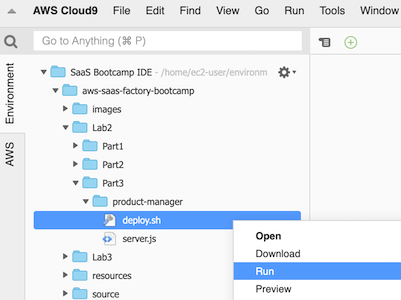 AWS Cloud9 File Edit Find View Go Run Tools Window
Go to Anything (⌘ P)
Environment
AWS
SaaS Bootcamp IDE - /home/ec2-user/environm
aws-saas-factory-bootcamp
images
Lab2
Part1
Part2
Part3
product-manager
deploy.sh
server.js
Lab3
resources
source
Open
Download
Run
Preview